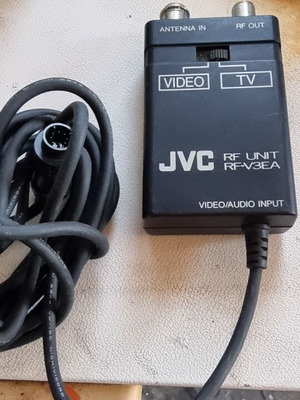 ANTENNA IN RF OUT
VIDEO TV
JVC RF UNIT
RF-V3EA
VIDEO/AUDIO INPUT